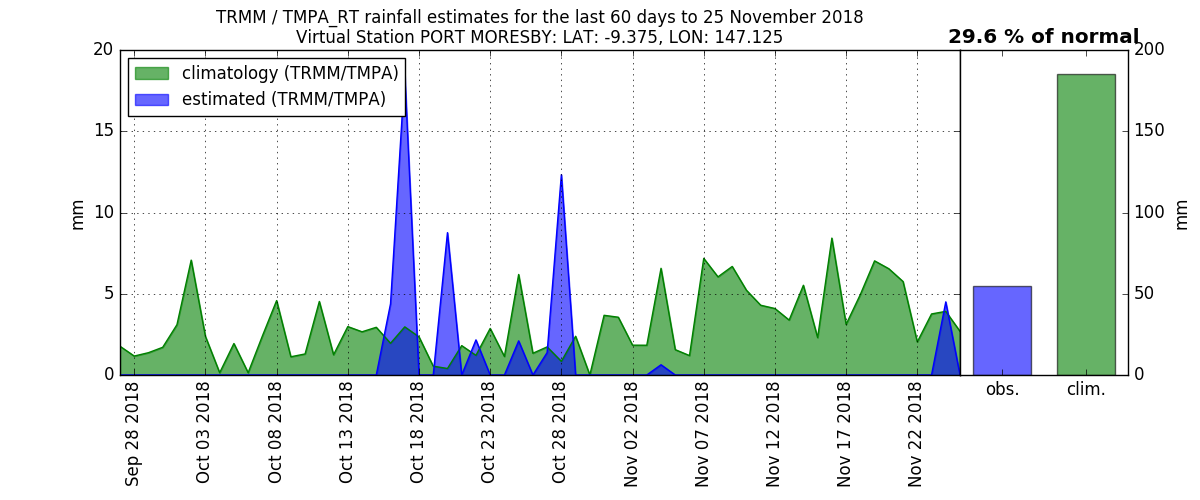 TRMM / TMPA_RT rainfall estimates for the last 60 days to 25 November 2018
Virtual Station PORT MORESBY: LAT: -9.375, LON: 147.125
29.6 % of normal
climatology (TRMM/TMPA)
estimated (TRMM/TMPA)
20
15
10
5
0
mm
200
150
100
50
0
mm
Sep 28 2018
Oct 03 2018
Oct 08 2018
Oct 13 2018
Oct 18 2018
Oct 23 2018
Oct 28 2018
Nov 02 2018
Nov 07 2018
Nov 12 2018
Nov 17 2018
Nov 22 2018
obs.
clim.